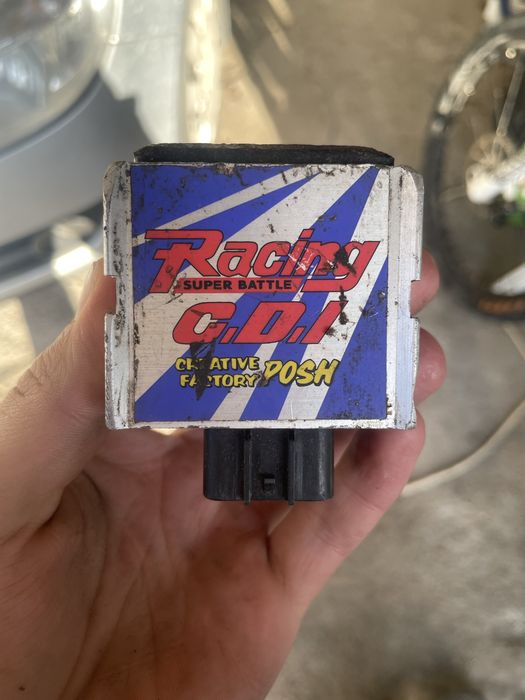 Racing
SUPER BATTLE
C.D.I
CREATIVE
FACTORY POSH